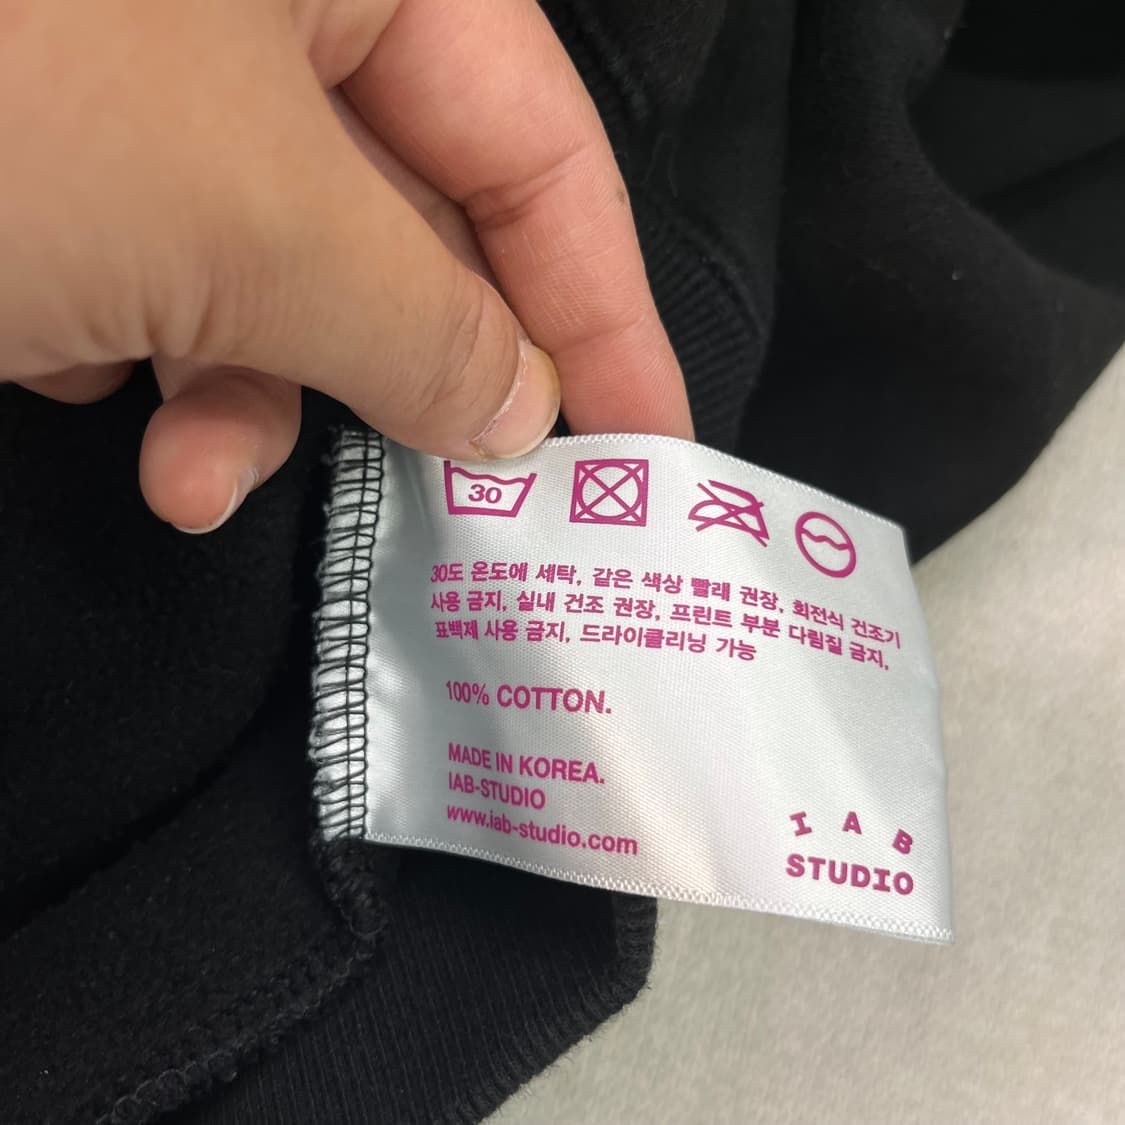 30
30도 온도에 세탁, 같은 색상 빨래 권장, 회전식 건조기
사용 금지, 실내 건조 권장, 프린트 부분 다림질 금지,
표백제 사용 금지, 드라이클리닝 가능
100% COTTON.
MADE IN KOREA.
IAB-STUDIO
www.iab-studio.com
I A B
STUDIO